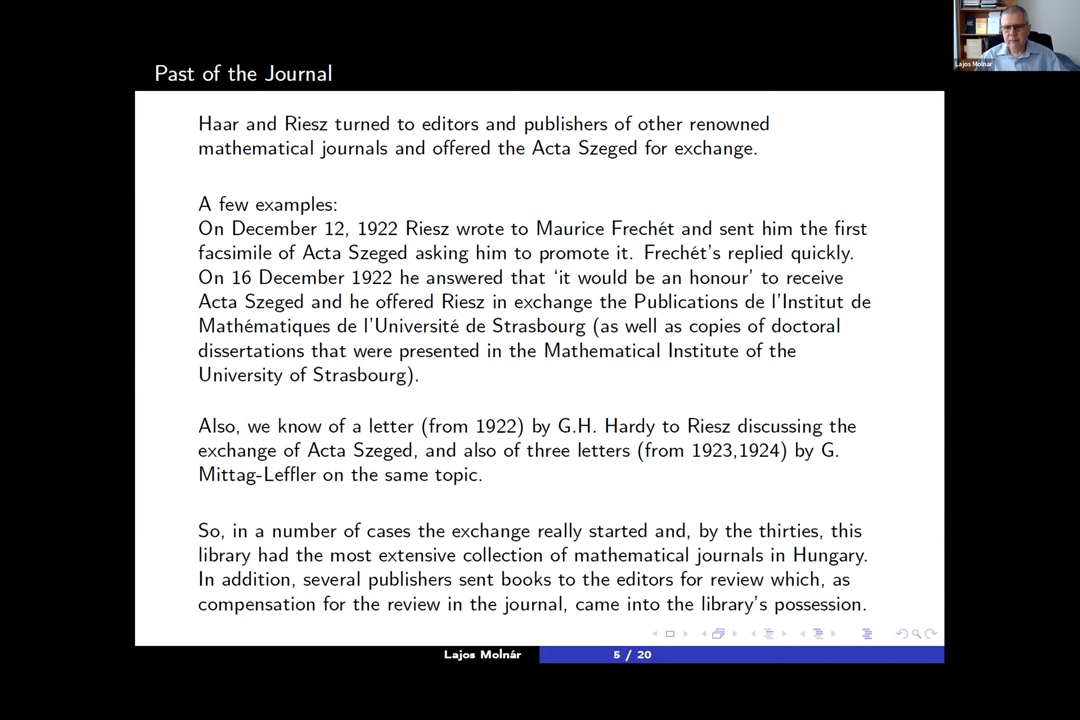 Past of the Journal
Lajos Molnár
Haar and Riesz turned to editors and publishers of other renowned
mathematical journals and offered the Acta Szeged for exchange.
A few examples:
On December 12, 1922 Riesz wrote to Maurice Frechét and sent him the first
facsimile of Acta Szeged asking him to promote it. Frechét's replied quickly.
On 16 December 1922 he answered that 'it would be an honour' to receive
Acta Szeged and he offered Riesz in exchange the Publications de l'Institut de
Mathématiques de l'Université de Strasbourg (as well as copies of doctoral
dissertations that were presented in the Mathematical Institute of the
University of Strasbourg).
Also, we know of a letter (from 1922) by G.H. Hardy to Riesz discussing the
exchange of Acta Szeged, and also of three letters (from 1923,1924) by G.
Mittag-Leffler on the same topic.
So, in a number of cases the exchange really started and, by the thirties, this
library had the most extensive collection of mathematical journals in Hungary.
In addition, several publishers sent books to the editors for review which, as
compensation for the review in the journal, came into the library's possession.
Lajos Molnár
5 / 20